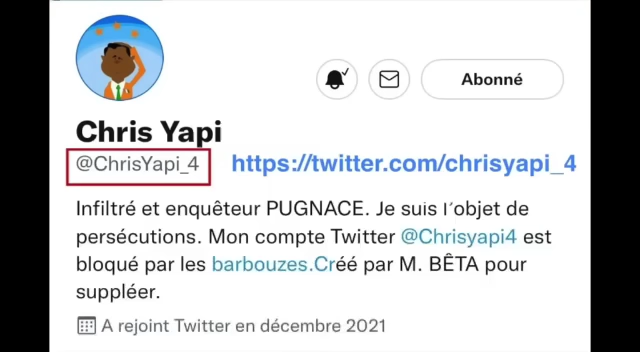 Abonné
Chris Yapi
@ChrisYapi_4
https://twitter.com/chrisyapi_4
Infiltré et enquêteur PUGNACE. Je suis l'objet de
persécutions. Mon compte Twitter @Chrisyapi4 est
bloqué par les barbouzes.Créé par M. BÊTA pour
suppléer.
A rejoint Twitter en décembre 2021